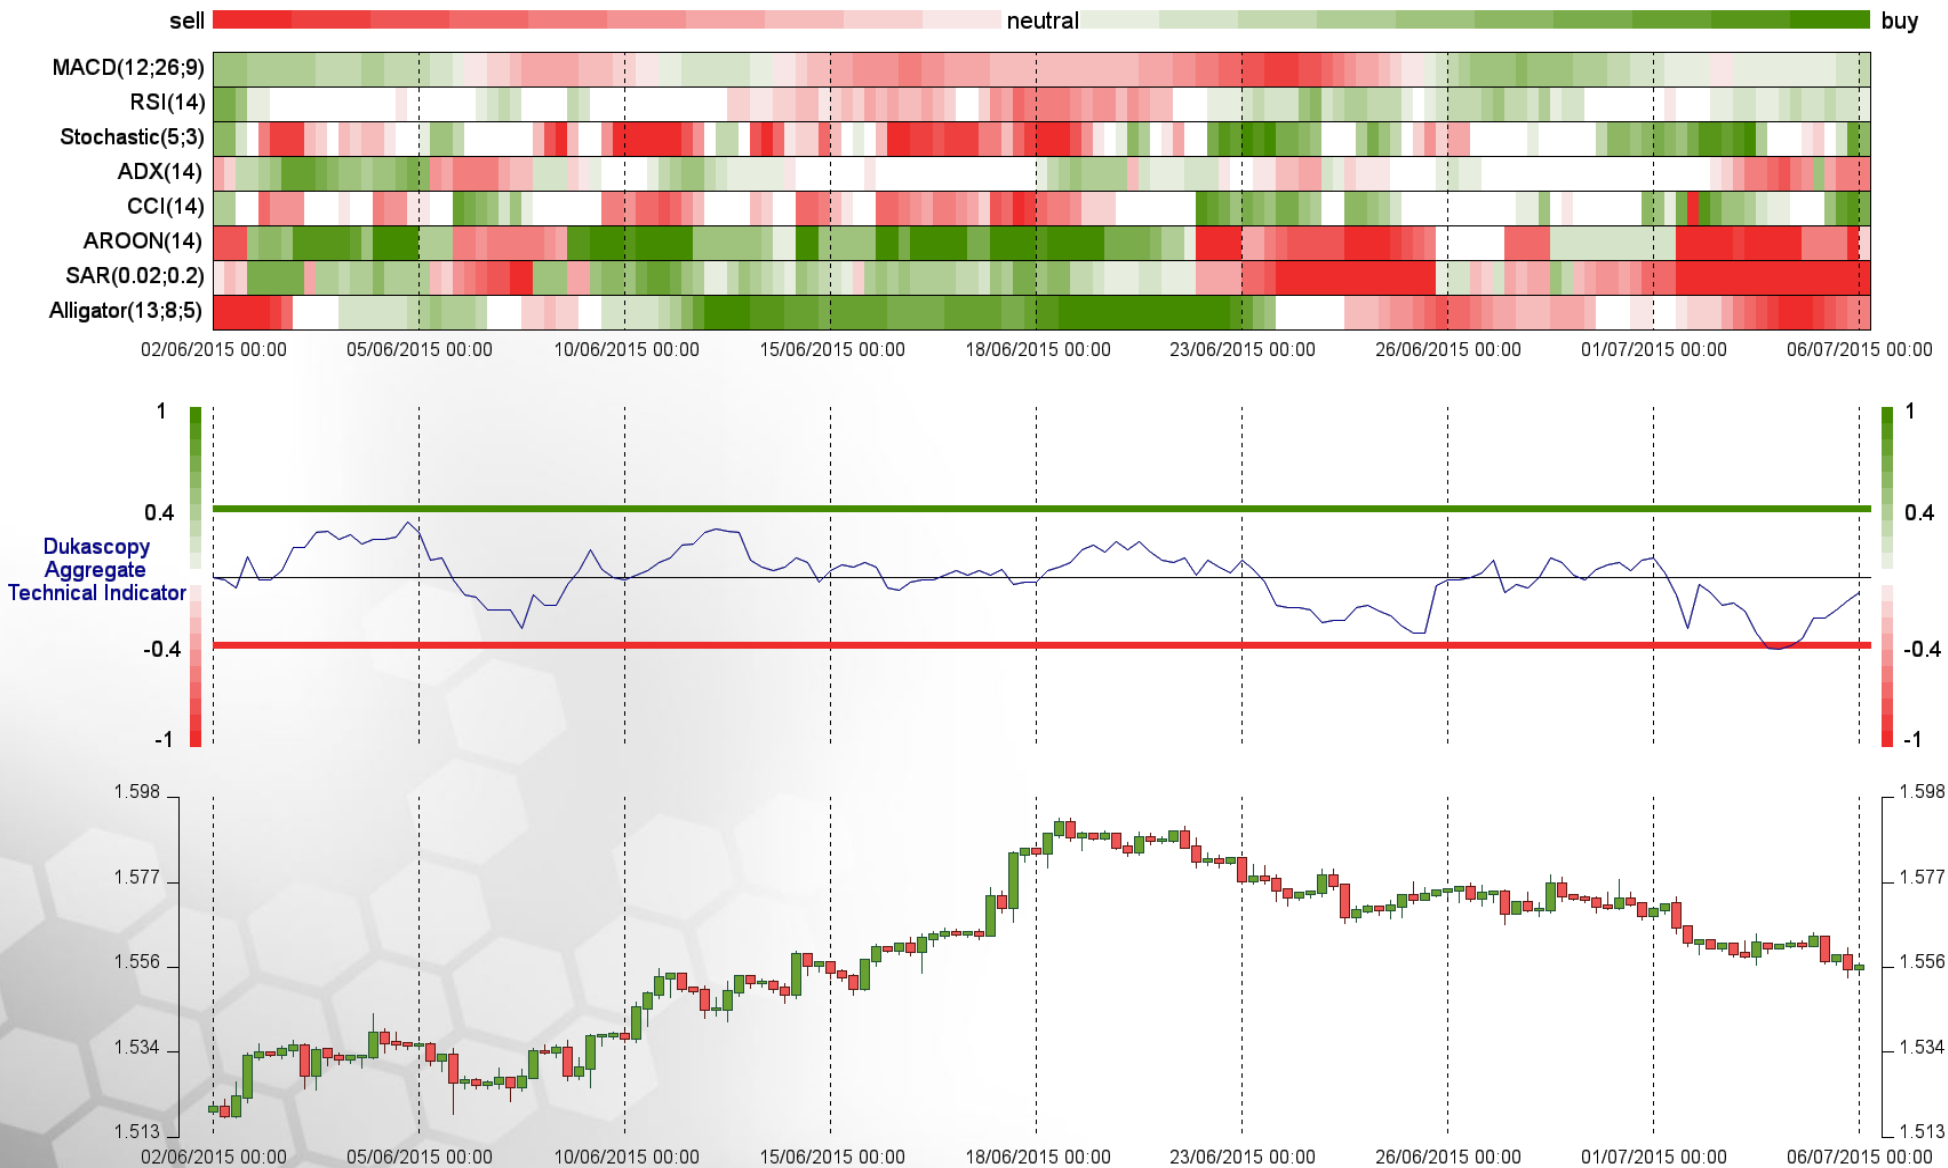 sell neutral buy
MACD(12;26;9)
RSI(14)
Stochastic(5;3)
ADX(14)
CCI(14)
AROON(14)
SAR(0.02;0.2)
Alligator(13;8;5)
02/06/2015 00:00 05/06/2015 00:00 10/06/2015 00:00 15/06/2015 00:00 18/06/2015 00:00 23/06/2015 00:00 26/06/2015 00:00 01/07/2015 00:00 06/07/2015 00:00
1 1
0.4 0.4
Dukascopy
Aggregate
Technical Indicator
-0.4 -0.4
-1 -1
1.598 1.598
1.577 1.577
1.556 1.556
1.534 1.534
1.513 1.513
02/06/2015 00:00 05/06/2015 00:00 10/06/2015 00:00 15/06/2015 00:00 18/06/2015 00:00 23/06/2015 00:00 26/06/2015 00:00 01/07/2015 00:00 06/07/2015 00:00